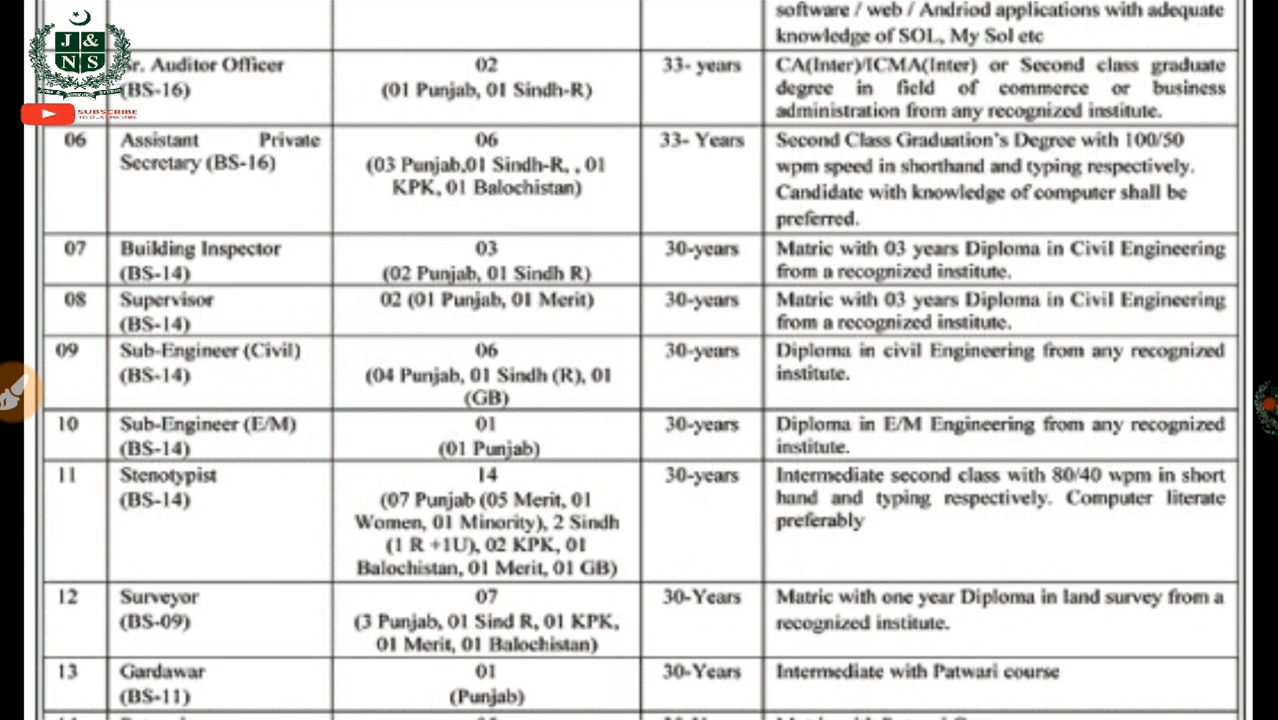 software / web / Andriod applications with adequate
knowledge of SOL, My Sol etc
J &
N S
SUBSCRIBE
TO OUR CHANNEL
Sr. Auditor Officer
(BS-16)
02
(01 Punjab, 01 Sindh-R)
33- years
CA(Inter)/ICMA(Inter) or Second class graduate
degree in field of commerce or business
administration from any recognized institute.
06
Assistant Private
Secretary (BS-16)
06
(03 Punjab,01 Sindh-R, , 01
KPK, 01 Balochistan)
33- Years
Second Class Graduation's Degree with 100/50
wpm speed in shorthand and typing respectively.
Candidate with knowledge of computer shall be
preferred.
07
Building Inspector
(BS-14)
03
(02 Punjab, 01 Sindh R)
30-years
Matric with 03 years Diploma in Civil Engineering
from a recognized institute.
08
Supervisor
(BS-14)
02 (01 Punjab, 01 Merit)
30-years
Matric with 03 years Diploma in Civil Engineering
from a recognized institute.
09
Sub-Engineer (Civil)
(BS-14)
06
(04 Punjab, 01 Sindh (R), 01
(GB)
30-years
Diploma in civil Engineering from any recognized
institute.
10
Sub-Engineer (E/M)
(BS-14)
01
(01 Punjab)
30-years
Diploma in E/M Engineering from any recognized
institute.
11
Stenotypist
(BS-14)
14
(07 Punjab (05 Merit, 01
Women, 01 Minority), 2 Sindh
(1 R +1U), 02 KPK, 01
Balochistan, 01 Merit, 01 GB)
30-years
Intermediate second class with 80/40 wpm in short
hand and typing respectively. Computer literate
preferably
12
Surveyor
(BS-09)
07
(3 Punjab, 01 Sind R, 01 KPK,
01 Merit, 01 Balochistan)
30-Years
Matric with one year Diploma in land survey from a
recognized institute.
13
Gardawar
(BS-11)
01
(Punjab)
30-Years
Intermediate with Patwari course